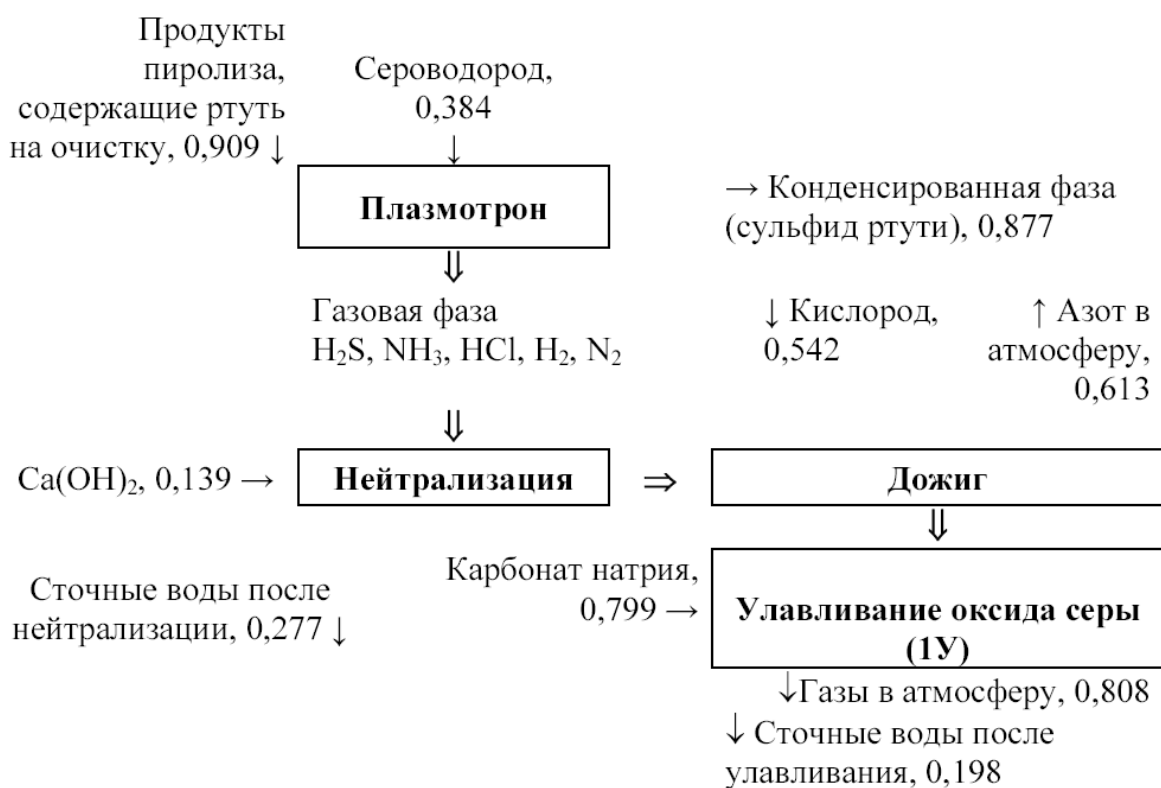 Продукты
пиролиза,
содержащие ртуть
на очистку, 0,909 ↓
Сероводород,
0,384
↓
Плазмотрон
→ Конденсированная фаза
(сульфид ртути), 0,877
⇓
Газовая фаза
H₂S, NH₃, HCl, H₂, N₂
↓ Кислород,
0,542
↑ Азот в
атмосферу,
0,613
⇓
Ca(OH)₂, 0,139 →
Нейтрализация
⇒
Дожиг
⇓
Сточные воды после
нейтрализации, 0,277 ↓
Карбонат натрия,
0,799 →
Улавливание оксида серы
(1У)
↓Газы в атмосферу, 0,808
↓ Сточные воды после
улавливания, 0,198